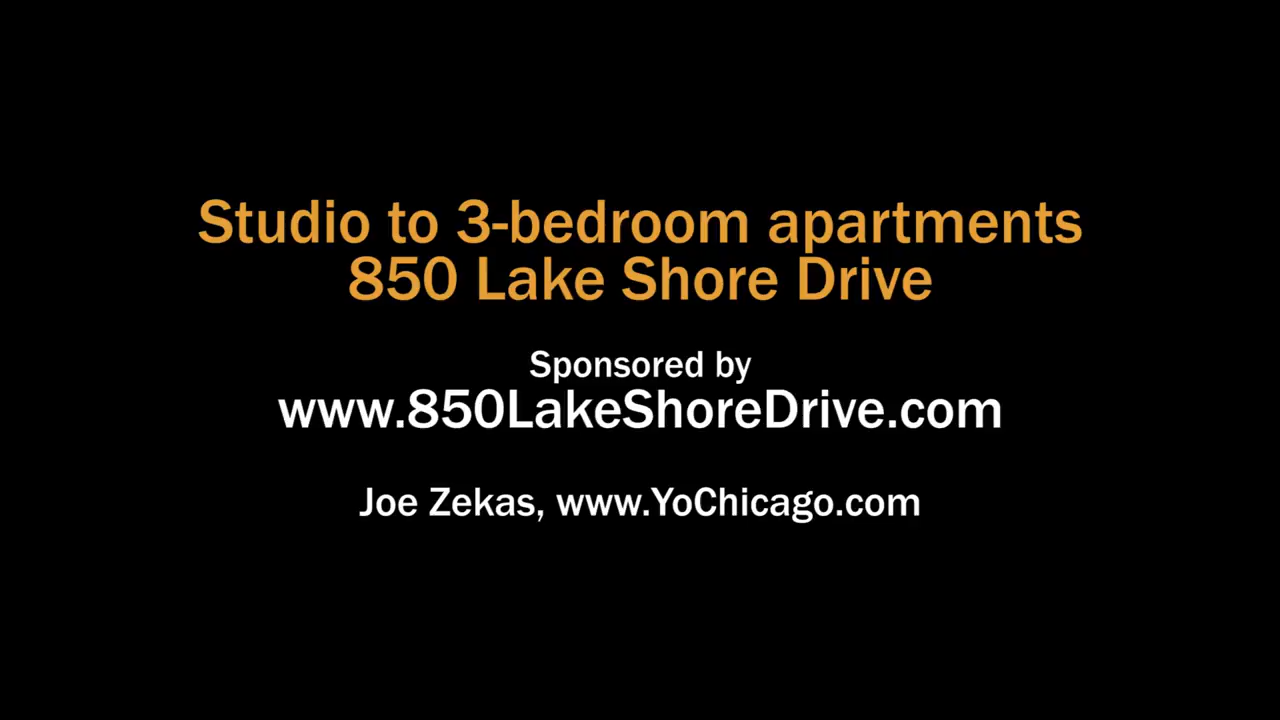 Studio to 3-bedroom apartments
850 Lake Shore Drive
Sponsored by
www.850LakeShoreDrive.com
Joe Zekas, www.YoChicago.com